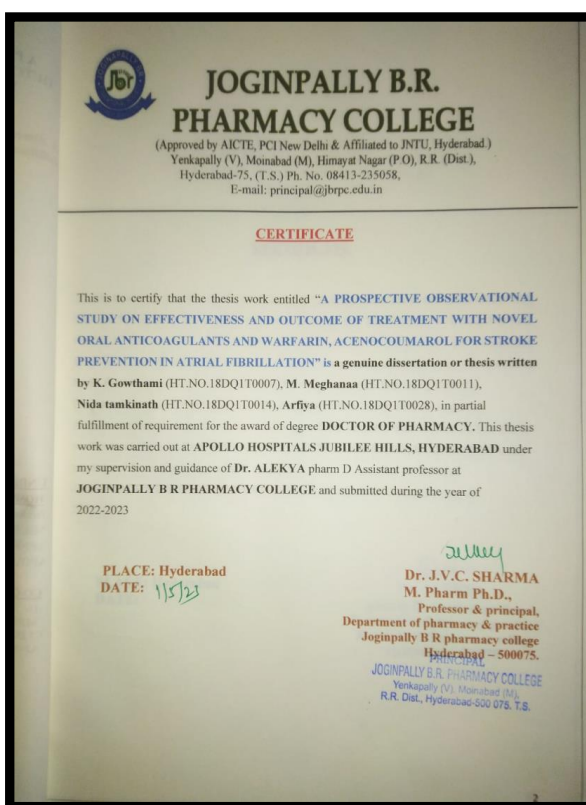 Jbr
JOGINPALLY B.R.
PHARMACY COLLEGE
(Approved by AICTE, PCI New Delhi & Affiliated to JNTU, Hyderabad.)
Yenkapally (V), Moinabad (M), Himayat Nagar (P.O), R.R. (Dist.),
Hyderabad-75, (T.S.) Ph. No. 08413-235058,
E-mail: principal@jbrpc.edu.in
CERTIFICATE
This is to certify that the thesis work entitled “A PROSPECTIVE OBSERVATIONAL
STUDY ON EFFECTIVENESS AND OUTCOME OF TREATMENT WITH NOVEL
ORAL ANTICOAGULANTS AND WARFARIN, ACENOCOUMAROL FOR STROKE
PREVENTION IN ATRIAL FIBRILLATION” is a genuine dissertation or thesis written
by K. Gowthami (HT.NO.18DQ1T0007), M. Meghanaa (HT.NO.18DQ1T0011),
Nida tamkinath (HT.NO.18DQ1T0014), Arfiya (HT.NO.18DQ1T0028), in partial
fulfillment of requirement for the award of degree DOCTOR OF PHARMACY. This thesis
work was carried out at APOLLO HOSPITALS JUBILEE HILLS, HYDERABAD under
my supervision and guidance of Dr. ALEKYA pharm D Assistant professor at
JOGINPALLY B R PHARMACY COLLEGE and submitted during the year of
2022-2023
PLACE: Hyderabad
DATE: 1/5/23
Dr. J.V.C. SHARMA
M. Pharm Ph.D.,
Professor & principal,
Department of pharmacy & practice
Joginpally B R pharmacy college
Hyderabad – 500075.
PRINCIPAL
JOGINPALLY B.R. PHARMACY COLLEGE
Yenkapally (V), Moinabad (M),
R.R. Dist., Hyderabad-500 075. T.S.
2